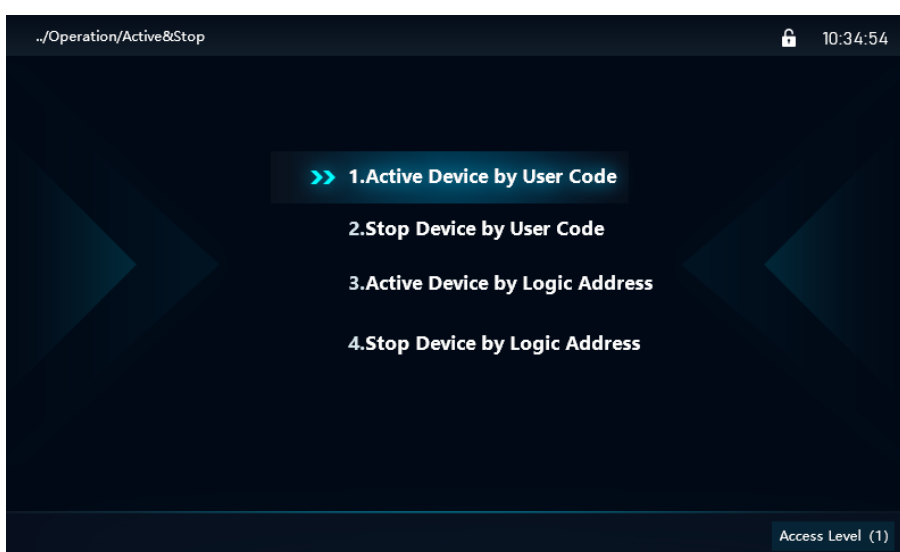 ../Operation/Active&Stop
10:34:54
1.Active Device by User Code
2.Stop Device by User Code
3.Active Device by Logic Address
4.Stop Device by Logic Address
Access Level (1)